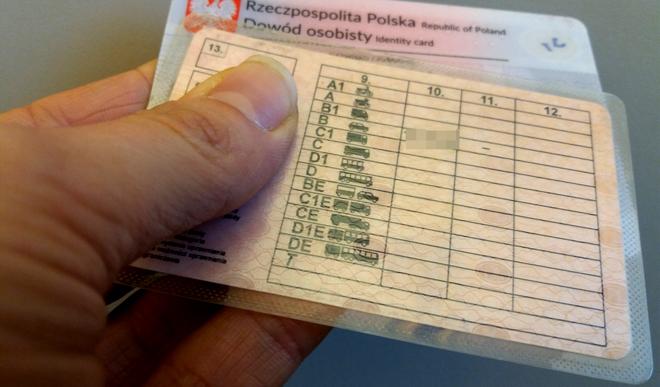 Rzeczpospolita Polska Republic of Poland
Dowód osobisty Identity card
13.
9. 10. 11. 12.
A1
A
B1
B
C1
C
D1
D
BE
C1E
CE
D1E
DE
T